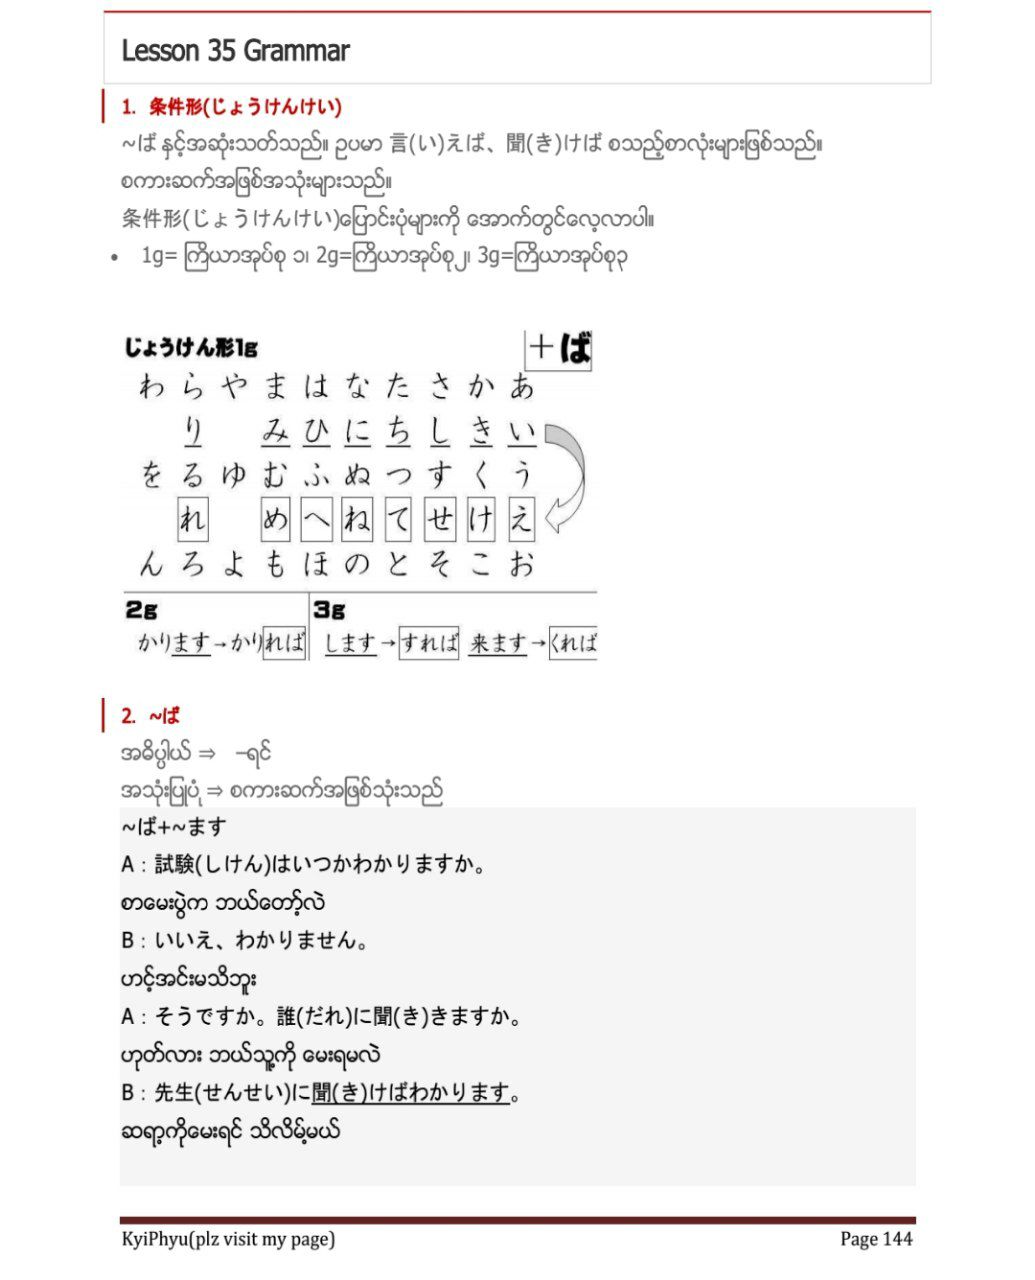 Lesson 35 Grammar
1. 条件形(じょうけんけい)
~ば နှင့်အဆုံးသတ်သည်။ ဥပမာ 言(い)えば、聞(き)けば စသည့်စာလုံးများဖြစ်သည်။
စကားဆက်အဖြစ်အသုံးများသည်။
条件形(じょうけんけい)ပြောင်းပုံများကို အောက်တွင်လေ့လာပါ။
• 1g= ကြိယာအုပ်စု ၁၊ 2g=ကြိယာအုပ်စု၂၊ 3g=ကြိယာအုပ်စု၃
じょうけん形1g
+ば
わ ら や ま は な た さ か あ
り み ひ に ち し き い
を る ゆ む ふ ぬ つ す く う
れ め へ ね て せ け え
ん ろ よ も ほ の と そ こ お
2g
かります→かりれば
3g
します→すれば 来ます→くれば
2. ~ば
အဓိပ္ပါယ် ⇒ –ရင်
အသုံးပြုပုံ ⇒ စကားဆက်အဖြစ်သုံးသည်
~ば+~ます
A : 試験(しけん)はいつかわかりますか。
စာမေးပွဲက ဘယ်တော့်လဲ
B : いいえ、わかりません。
ဟင့်အင်းမသိဘူး
A : そうですか。誰(だれ)に聞(き)きますか。
ဟုတ်လား ဘယ်သူ့ကို မေးရမလဲ
B : 先生(せんせい)に聞(き)けばわかります。
ဆရာ့ကိုမေးရင် သိလိမ့်မယ်
KyiPhyu(plz visit my page)
Page 144